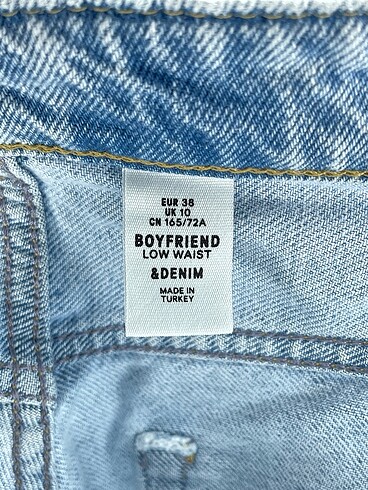 EUR 38
UK 10
CN 165/72A
BOYFRIEND
LOW WAIST
&DENIM
MADE IN
TURKEY